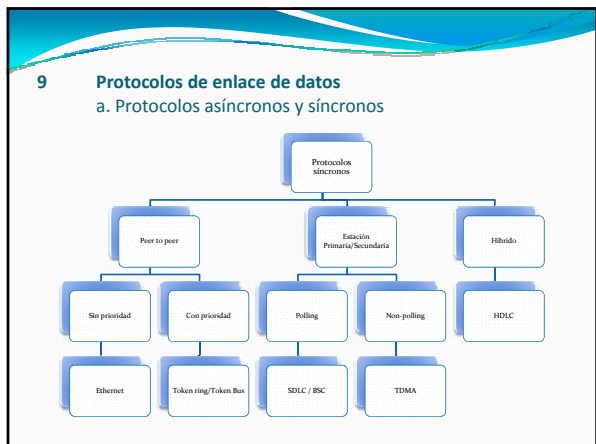 9 Protocolos de enlace de datos
a. Protocolos asíncronos y síncronos
Protocolos
síncronos
Peer to peer
Estación
Primaria/Secundaria
Híbrido
Sin prioridad
Con prioridad
Polling
Non-polling
HDLC
Ethernet
Token ring/Token Bus
SDLC / BSC
TDMA